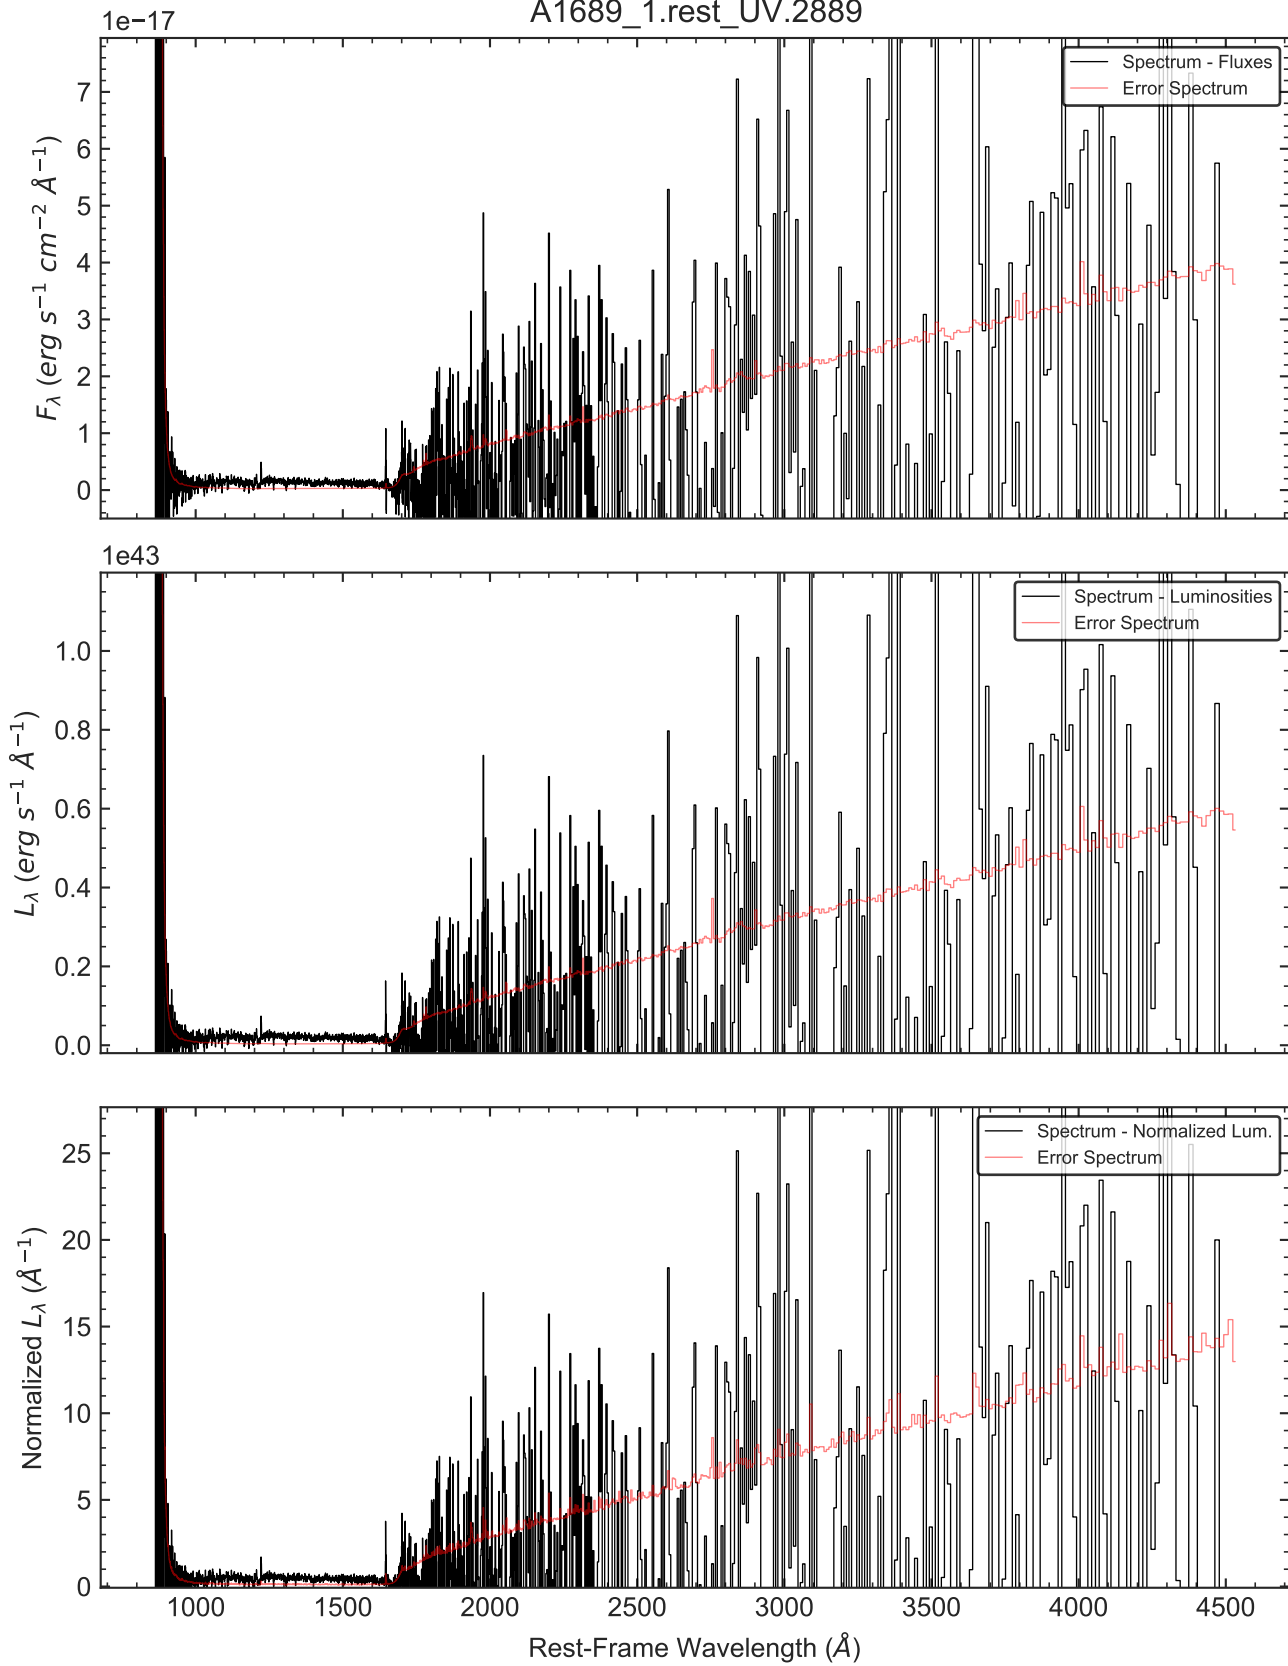 A1689_1.rest_UV.2889
1e−17
Spectrum - Fluxes
Error Spectrum
7
6
5
4
3
2
1
0
F_λ (erg s⁻¹ cm⁻² Å⁻¹)
1e43
Spectrum - Luminosities
Error Spectrum
1.0
0.8
0.6
0.4
0.2
0.0
L_λ (erg s⁻¹ Å⁻¹)
Spectrum - Normalized Lum.
Error Spectrum
25
20
15
10
5
0
Normalized L_λ (Å⁻¹)
1000 1500 2000 2500 3000 3500 4000 4500
Rest-Frame Wavelength (Å)